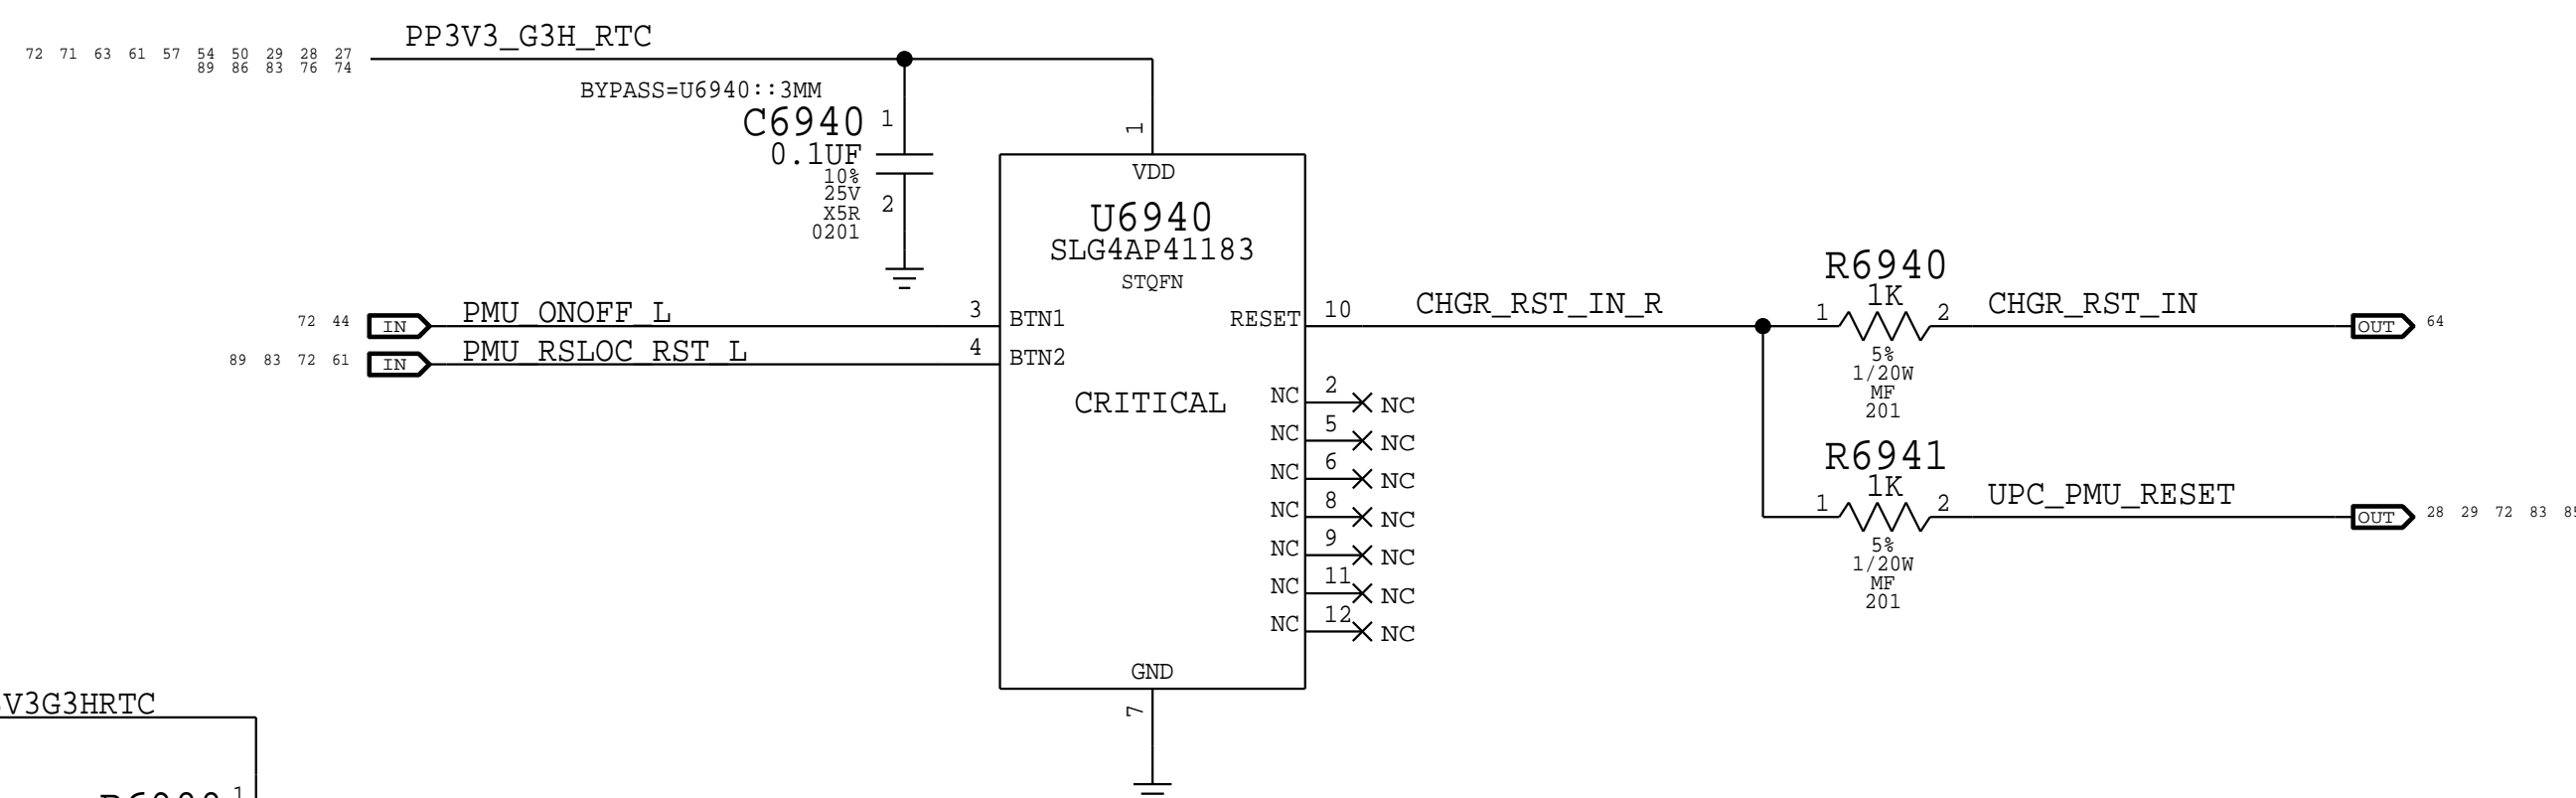 PP3V3_G3H_RTC
72 71 63 61 57 54 50 29 28 27
89 86 83 76 74
BYPASS=U6940::3MM
C6940
1
0.1UF
10%
25V
X5R
0201
2
1
VDD
U6940
SLG4AP41183
STQFN
72 44
IN
PMU_ONOFF_L
3
BTN1
89 83 72 61
IN
PMU_RSLOC_RST_L
4
BTN2
CRITICAL
RESET
10
CHGR_RST_IN_R
NC 2 NC
NC 5 NC
NC 6 NC
NC 8 NC
NC 9 NC
NC 11 NC
NC 12 NC
GND
7
R6940
1K
1 2
5%
1/20W
MF
201
CHGR_RST_IN
OUT
64
R6941
1K
1 2
5%
1/20W
MF
201
UPC_PMU_RESET
OUT
28 29 72 83
V3G3HRTC
1